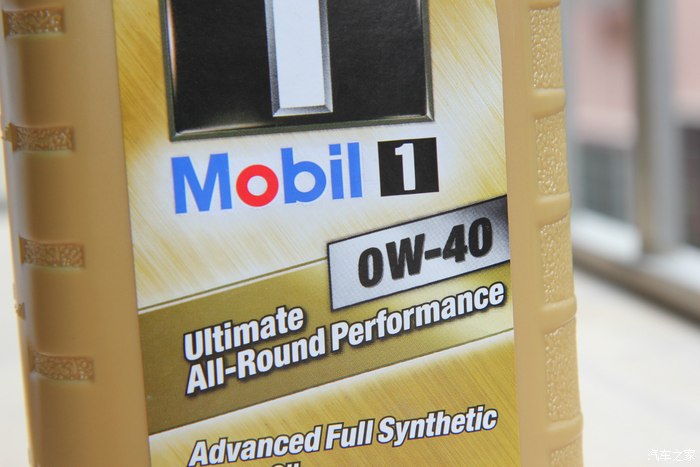 Mobil 1
0W-40
Ultimate
All-Round Performance
Advanced Full Synthetic
汽车之家